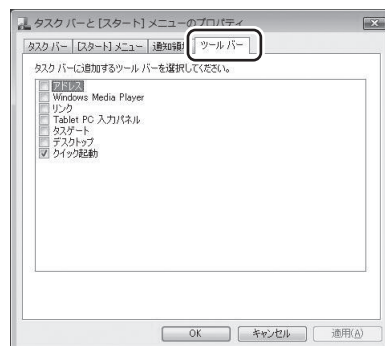 タスク バーと [スタート] メニューのプロパティ
タスク バー [スタート] メニュー 通知領域 ツール バー
タスク バーに追加するツール バーを選択してください。
アドレス
Windows Media Player
リンク
Tablet PC 入力パネル
タスゲート
デスクトップ
クイック起動
OK キャンセル 適用(A)